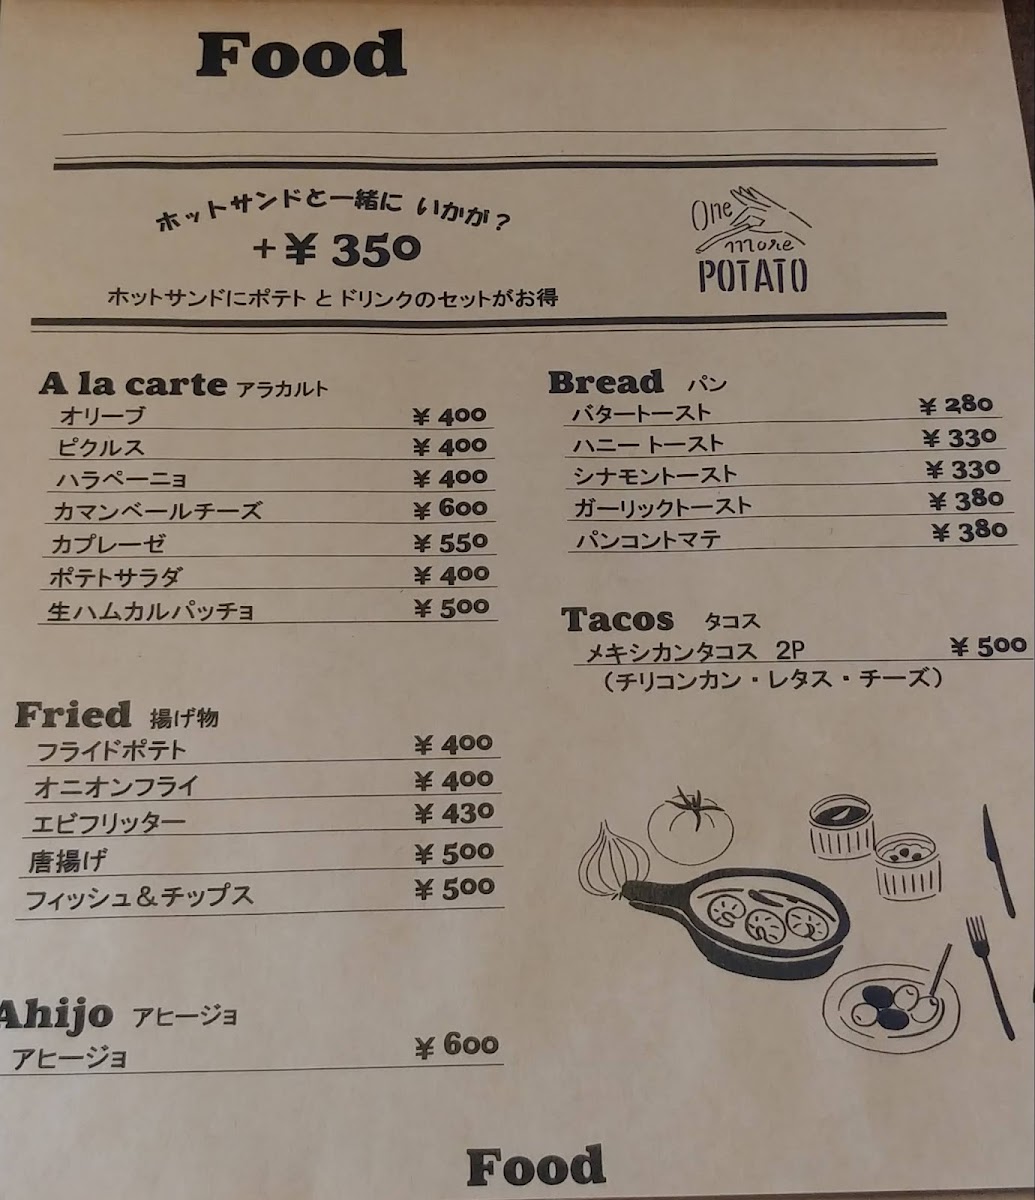 Food
ホットサンドと一緒に いかが?
+¥350
ホットサンドにポテト と ドリンクのセットがお得
One
more
POTATO
A la carte アラカルト
オリーブ ¥400
ピクルス ¥400
ハラペーニョ ¥400
カマンベールチーズ ¥600
カプレーゼ ¥550
ポテトサラダ ¥400
生ハムカルパッチョ ¥500
Fried 揚げ物
フライドポテト ¥400
オニオンフライ ¥400
エビフリッター ¥430
唐揚げ ¥500
フィッシュ&チップス ¥500
Ahijo アヒージョ
アヒージョ ¥600
Bread パン
バタートースト ¥280
ハニートースト ¥330
シナモントースト ¥330
ガーリックトースト ¥380
パンコントマテ ¥380
Tacos タコス
メキシカンタコス 2P ¥500
(チリコンカン・レタス・チーズ)
Food